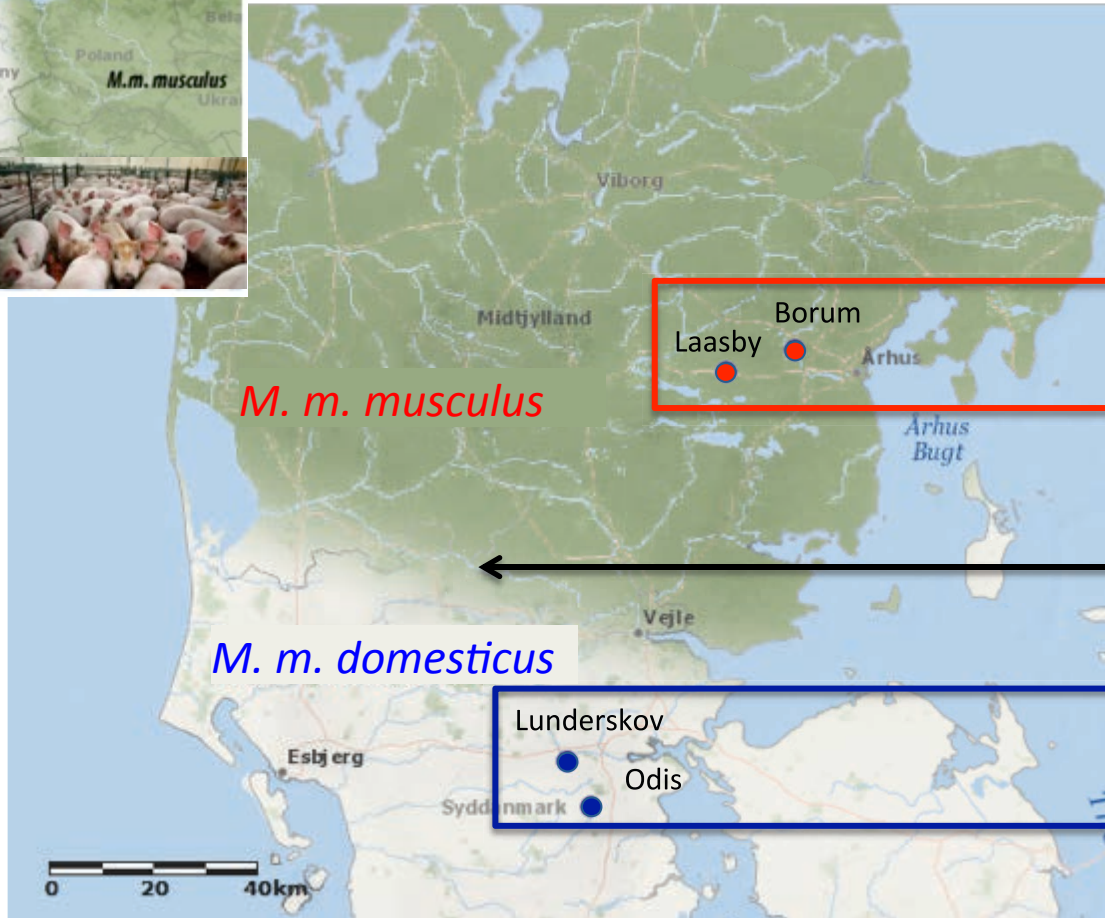 Poland
M.m. musculus
Viborg
Midtjylland
Borum
Laasby
Århus
M. m. musculus
Århus
Bugt
Vejle
M. m. domesticus
Lunderskov
Esbjerg
Odis
Syddanmark
0 20 40km